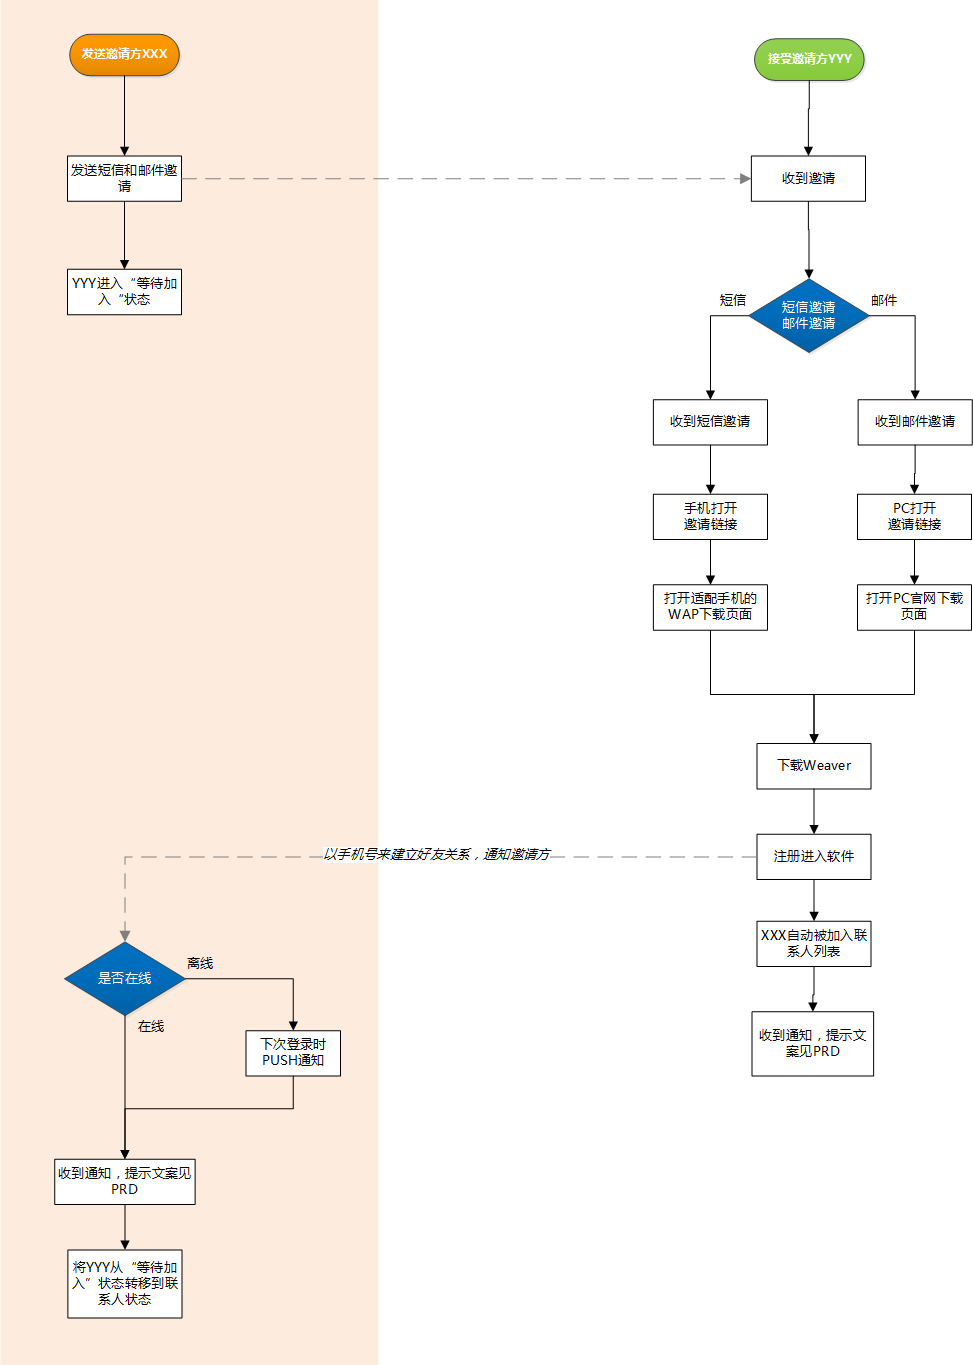 发送邀请方XXX
接受邀请方YYY
发送短信和邮件邀
请
收到邀请
YYY进入“等待加
入“状态
短信
短信邀请
邮件邀请
邮件
收到短信邀请
收到邮件邀请
手机打开
邀请链接
PC打开
邀请链接
打开适配手机的
WAP下载页面
打开PC官网下载
页面
下载Weaver
以手机号来建立好友关系，通知邀请方
注册进入软件
XXX自动被加入联
系人列表
是否在线
离线
在线
下次登录时
PUSH通知
收到通知，提示文
案见PRD
收到通知，提示文案见
PRD
将YYY从“等待加
入”状态转移到联
系人状态